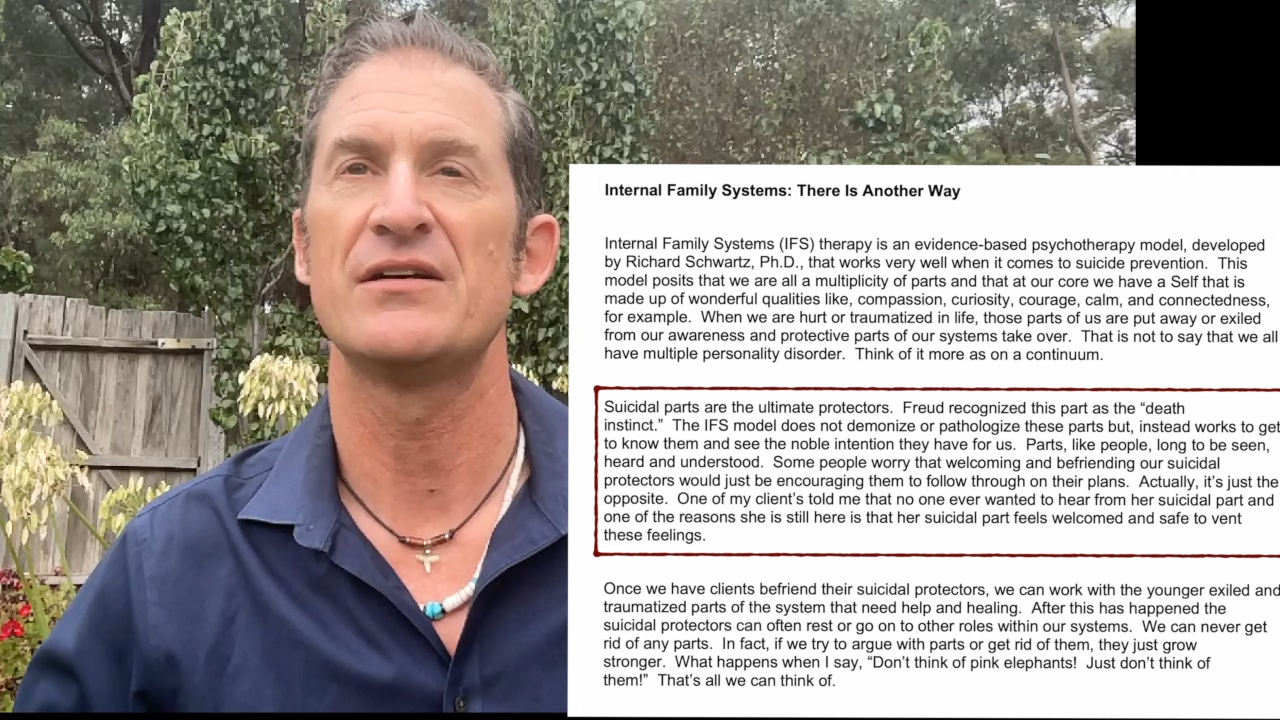 Internal Family Systems: There Is Another Way
Internal Family Systems (IFS) therapy is an evidence-based psychotherapy model, developed
by Richard Schwartz, Ph.D., that works very well when it comes to suicide prevention. This
model posits that we are all a multiplicity of parts and that at our core we have a Self that is
made up of wonderful qualities like, compassion, curiosity, courage, calm, and connectedness,
for example. When we are hurt or traumatized in life, those parts of us are put away or exiled
from our awareness and protective parts of our systems take over. That is not to say that we all
have multiple personality disorder. Think of it more as on a continuum.
Suicidal parts are the ultimate protectors. Freud recognized this part as the “death
instinct.” The IFS model does not demonize or pathologize these parts but, instead works to get
to know them and see the noble intention they have for us. Parts, like people, long to be seen,
heard and understood. Some people worry that welcoming and befriending our suicidal
protectors would just be encouraging them to follow through on their plans. Actually, it’s just the
opposite. One of my client’s told me that no one ever wanted to hear from her suicidal part and
one of the reasons she is still here is that her suicidal part feels welcomed and safe to vent
these feelings.
Once we have clients befriend their suicidal protectors, we can work with the younger exiled and
traumatized parts of the system that need help and healing. After this has happened the
suicidal protectors can often rest or go on to other roles within our systems. We can never get
rid of any parts. In fact, if we try to argue with parts or get rid of them, they just grow
stronger. What happens when I say, “Don’t think of pink elephants! Just don’t think of
them!” That’s all we can think of.